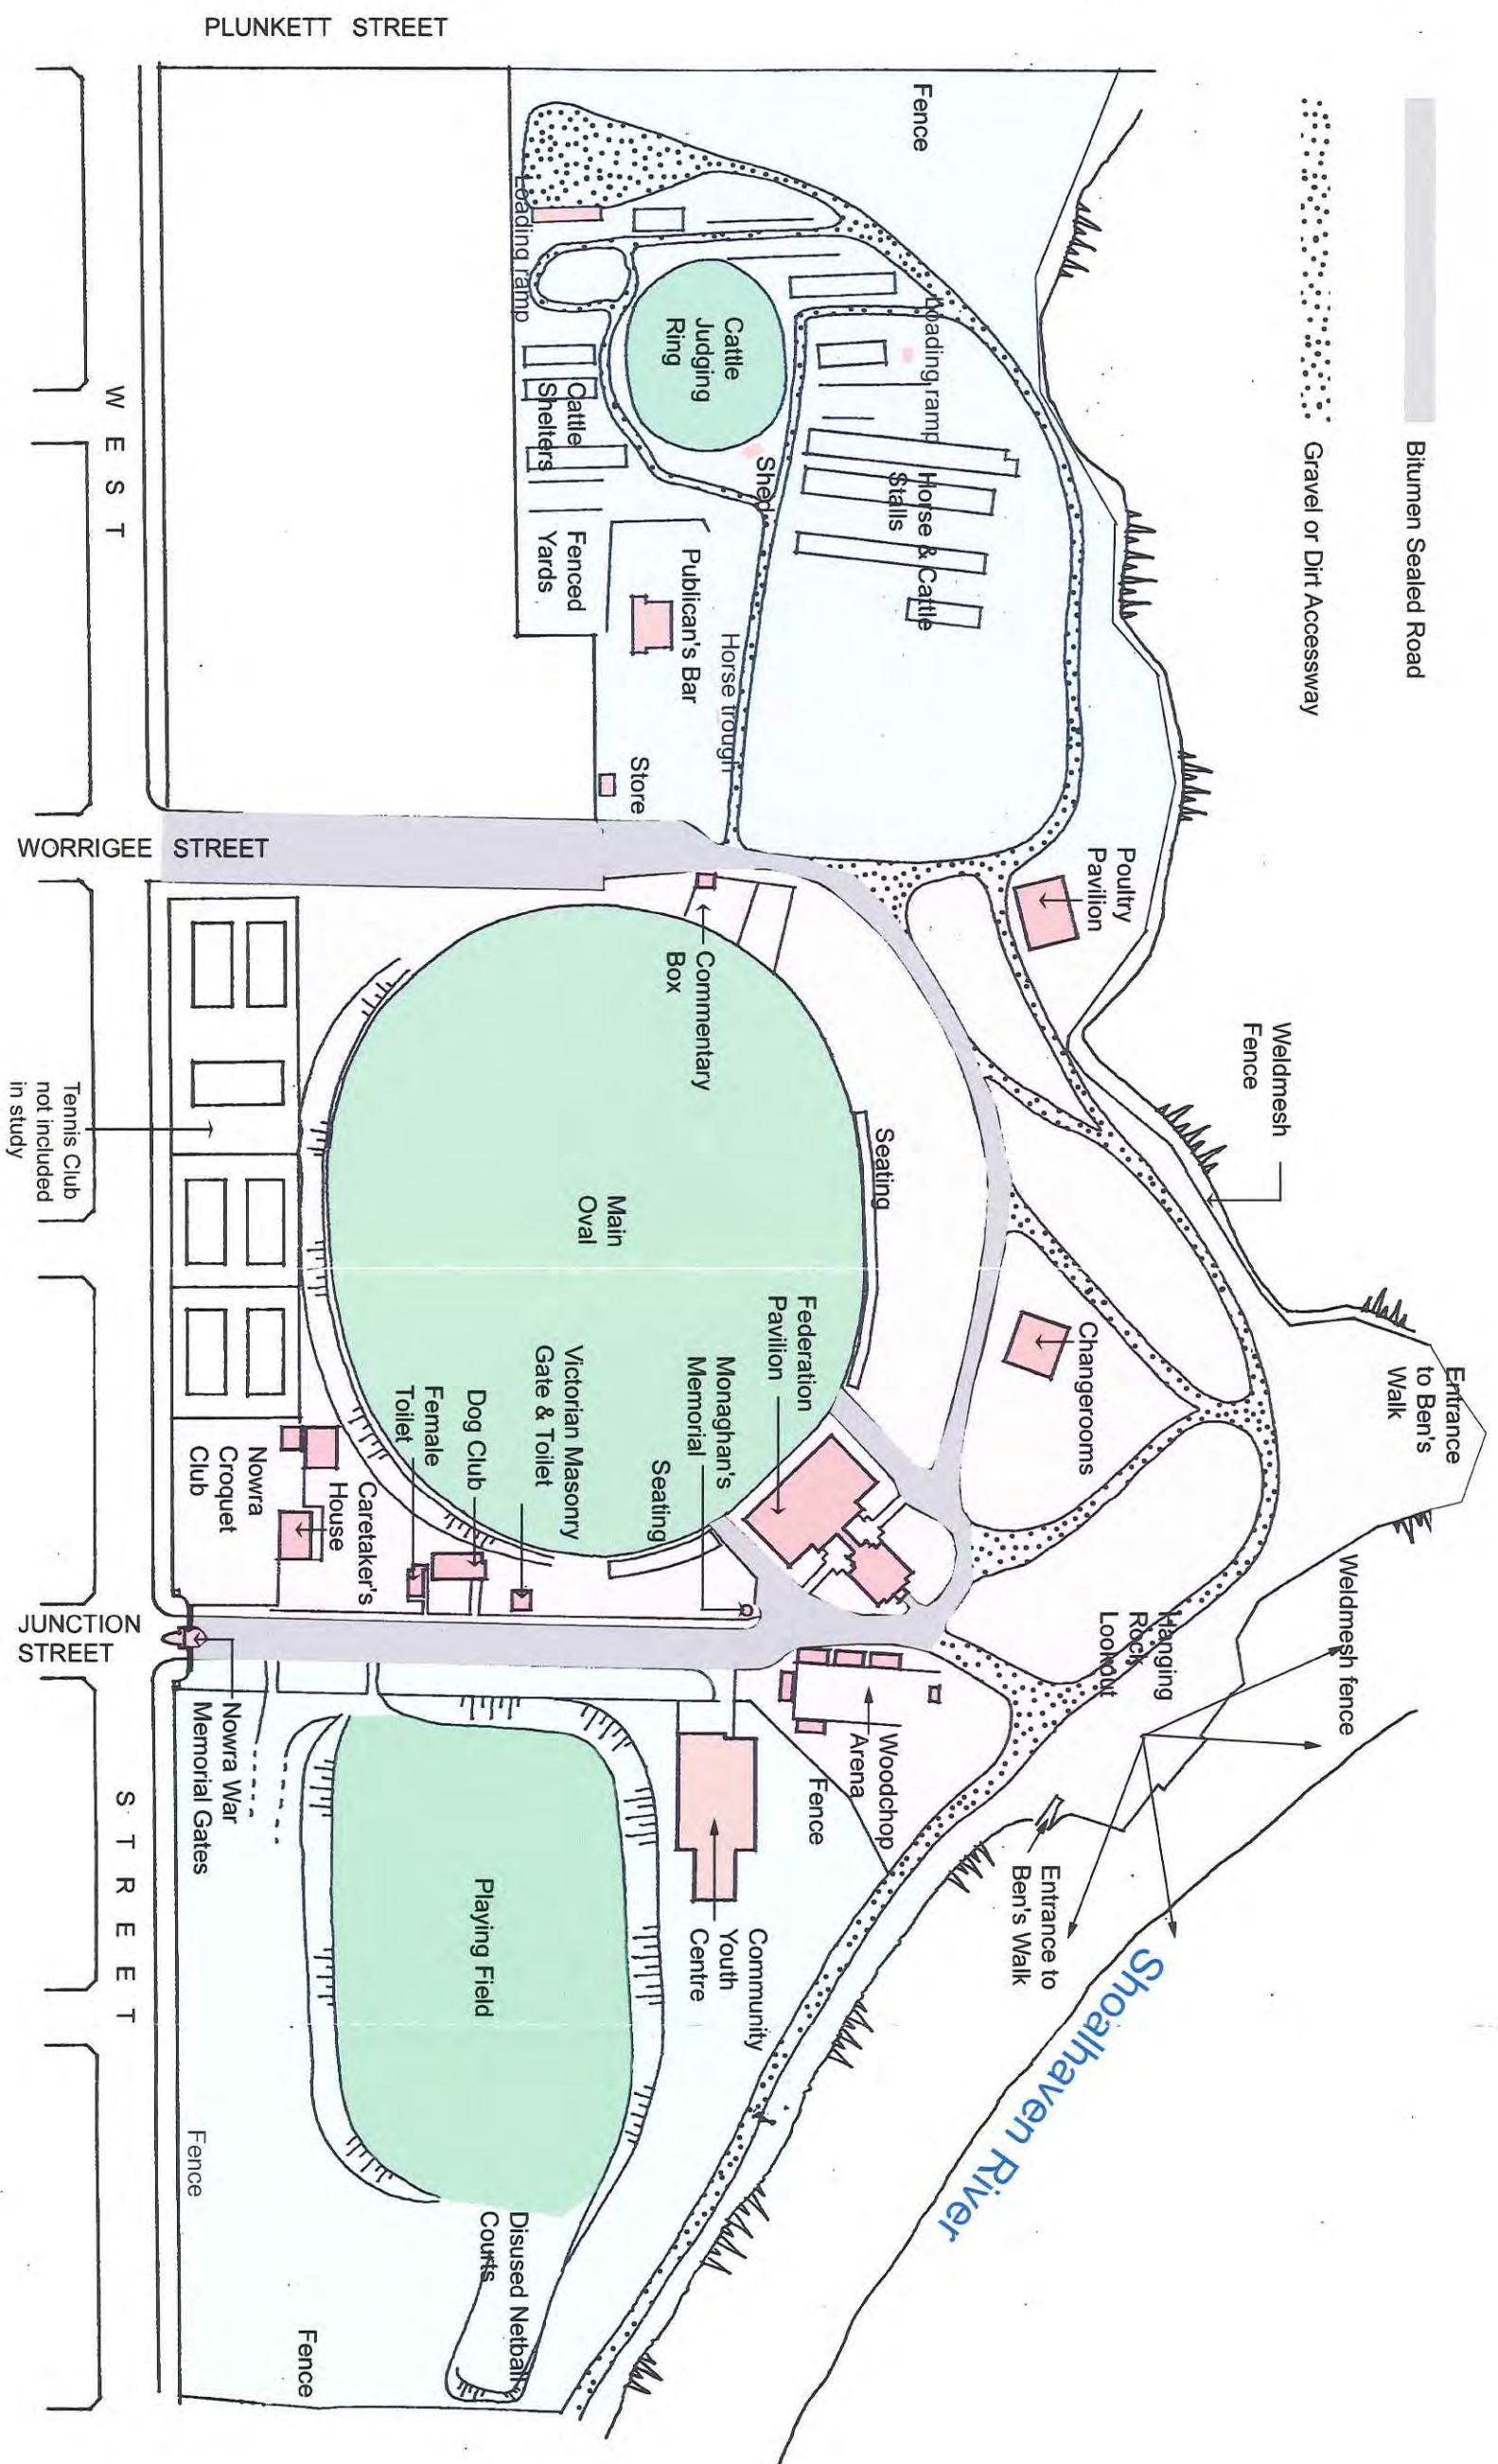 PLUNKETT STREET
Bitumen Sealed Road
Gravel or Dirt Accessway
Fence
Loading ramp
Cattle
Judging
Ring
Loading ramp
Cattle
Shelters
Shed
Horse & Cattle
Stalls
Fenced
Yards
Publican's Bar
Horse trough
Store
WEST
WORRIGEE STREET
Poultry
Pavilion
Commentary
Box
Weldmesh
Fence
Tennis Club
not included
in study
Seating
Main
Oval
Changerooms
Entrance
to Ben's
Walk
Federation
Pavilion
Monaghan's
Memorial
Victorian Masonry
Gate & Toilet
Dog Club
Female
Toilet
Seating
Caretaker's
House
Nowra
Croquet
Club
JUNCTION
STREET
Hanging
Rock
Lookout
Weldmesh fence
Woodchop
Arena
Fence
Nowra War
Memorial Gates
Entrance to
Ben's Walk
Community
Youth
Centre
Playing Field
STREET
Shoalhaven River
Fence
Disused Netball
Courts
Fence